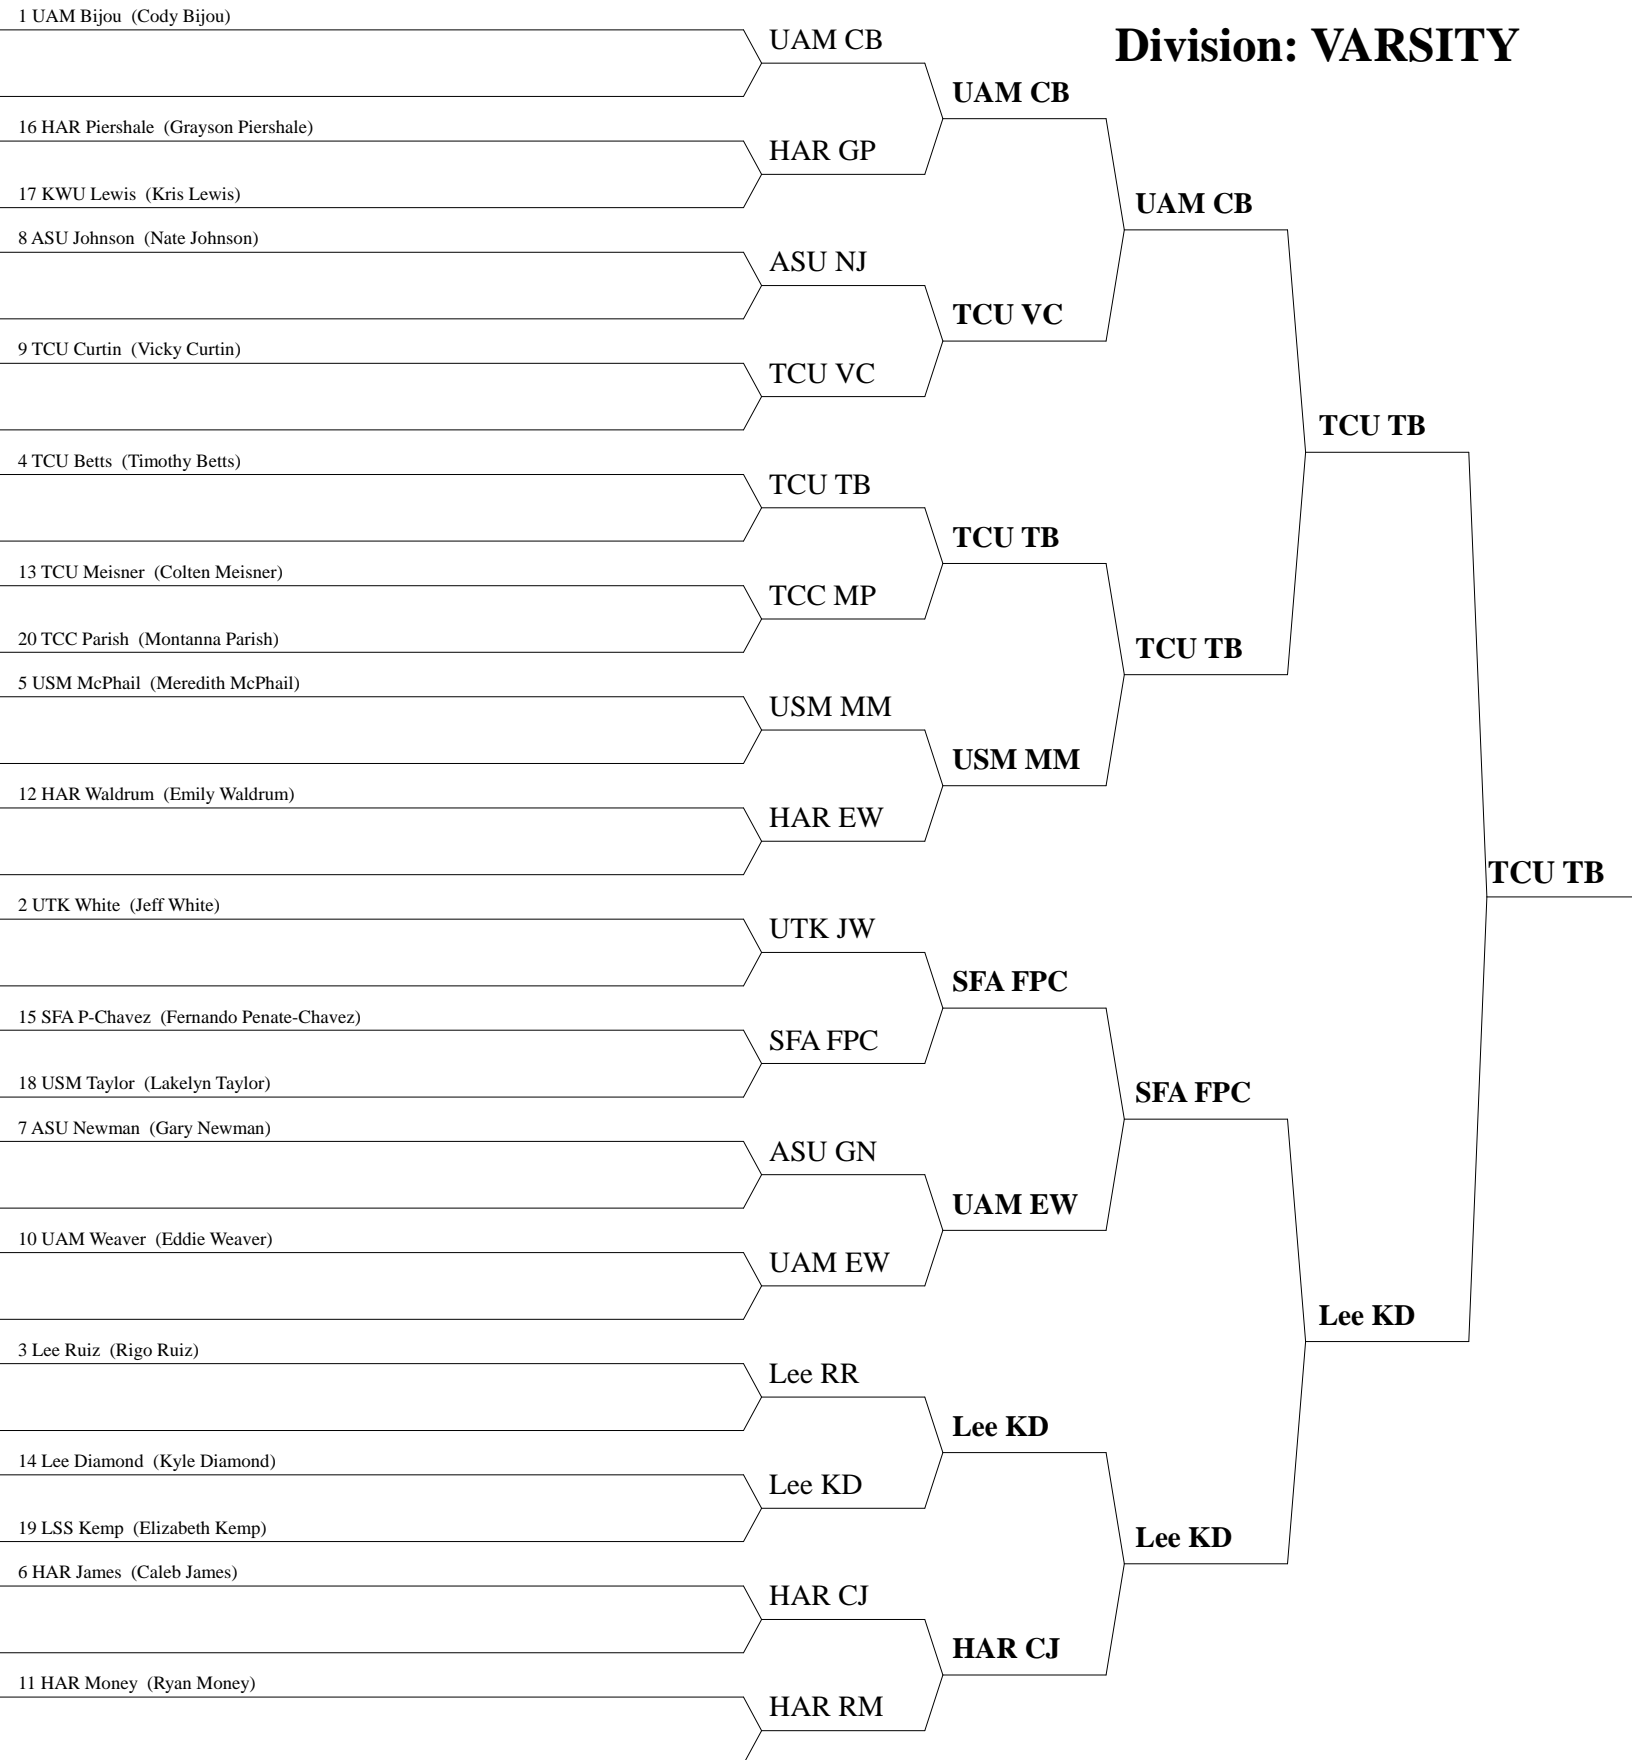 1 UAM Bijou (Cody Bijou)
UAM CB
Division: VARSITY
UAM CB
16 HAR Piershale (Grayson Piershale)
HAR GP
17 KWU Lewis (Kris Lewis)
UAM CB
8 ASU Johnson (Nate Johnson)
ASU NJ
TCU VC
9 TCU Curtin (Vicky Curtin)
TCU VC
TCU TB
4 TCU Betts (Timothy Betts)
TCU TB
TCU TB
13 TCU Meisner (Colten Meisner)
TCC MP
20 TCC Parish (Montanna Parish)
TCU TB
5 USM McPhail (Meredith McPhail)
USM MM
USM MM
12 HAR Waldrum (Emily Waldrum)
HAR EW
TCU TB
2 UTK White (Jeff White)
UTK JW
SFA FPC
15 SFA P-Chavez (Fernando Penate-Chavez)
SFA FPC
18 USM Taylor (Lakelyn Taylor)
SFA FPC
7 ASU Newman (Gary Newman)
ASU GN
UAM EW
10 UAM Weaver (Eddie Weaver)
UAM EW
Lee KD
3 Lee Ruiz (Rigo Ruiz)
Lee RR
Lee KD
14 Lee Diamond (Kyle Diamond)
Lee KD
19 LSS Kemp (Elizabeth Kemp)
Lee KD
6 HAR James (Caleb James)
HAR CJ
HAR CJ
11 HAR Money (Ryan Money)
HAR RM